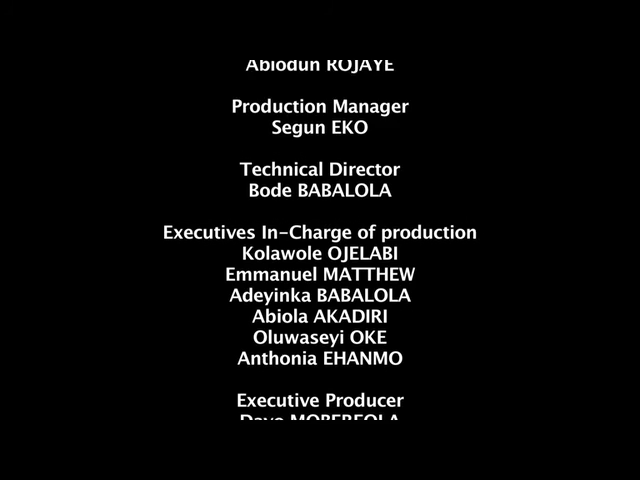 Abiodun ROJAYE
Production Manager
Segun EKO
Technical Director
Bode BABALOLA
Executives In-Charge of production
Kolawole OJELABI
Emmanuel MATTHEW
Adeyinka BABALOLA
Abiola AKADIRI
Oluwaseyi OKE
Anthonia EHANMO
Executive Producer